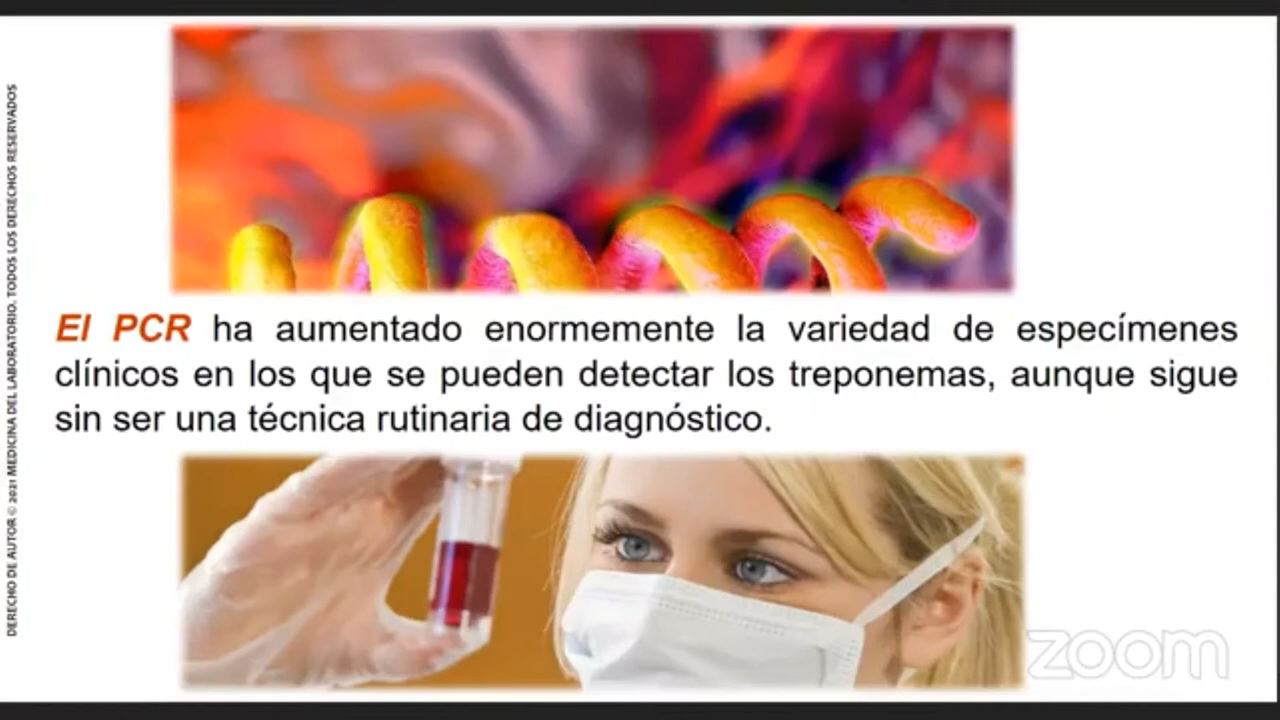 DERECHO DE AUTOR © 2021 MEDICINA DEL LABORATORIO. TODOS LOS DERECHOS RESERVADOS
El PCR ha aumentado enormemente la variedad de especímenes
clínicos en los que se pueden detectar los treponemas, aunque sigue
sin ser una técnica rutinaria de diagnóstico.
zoom